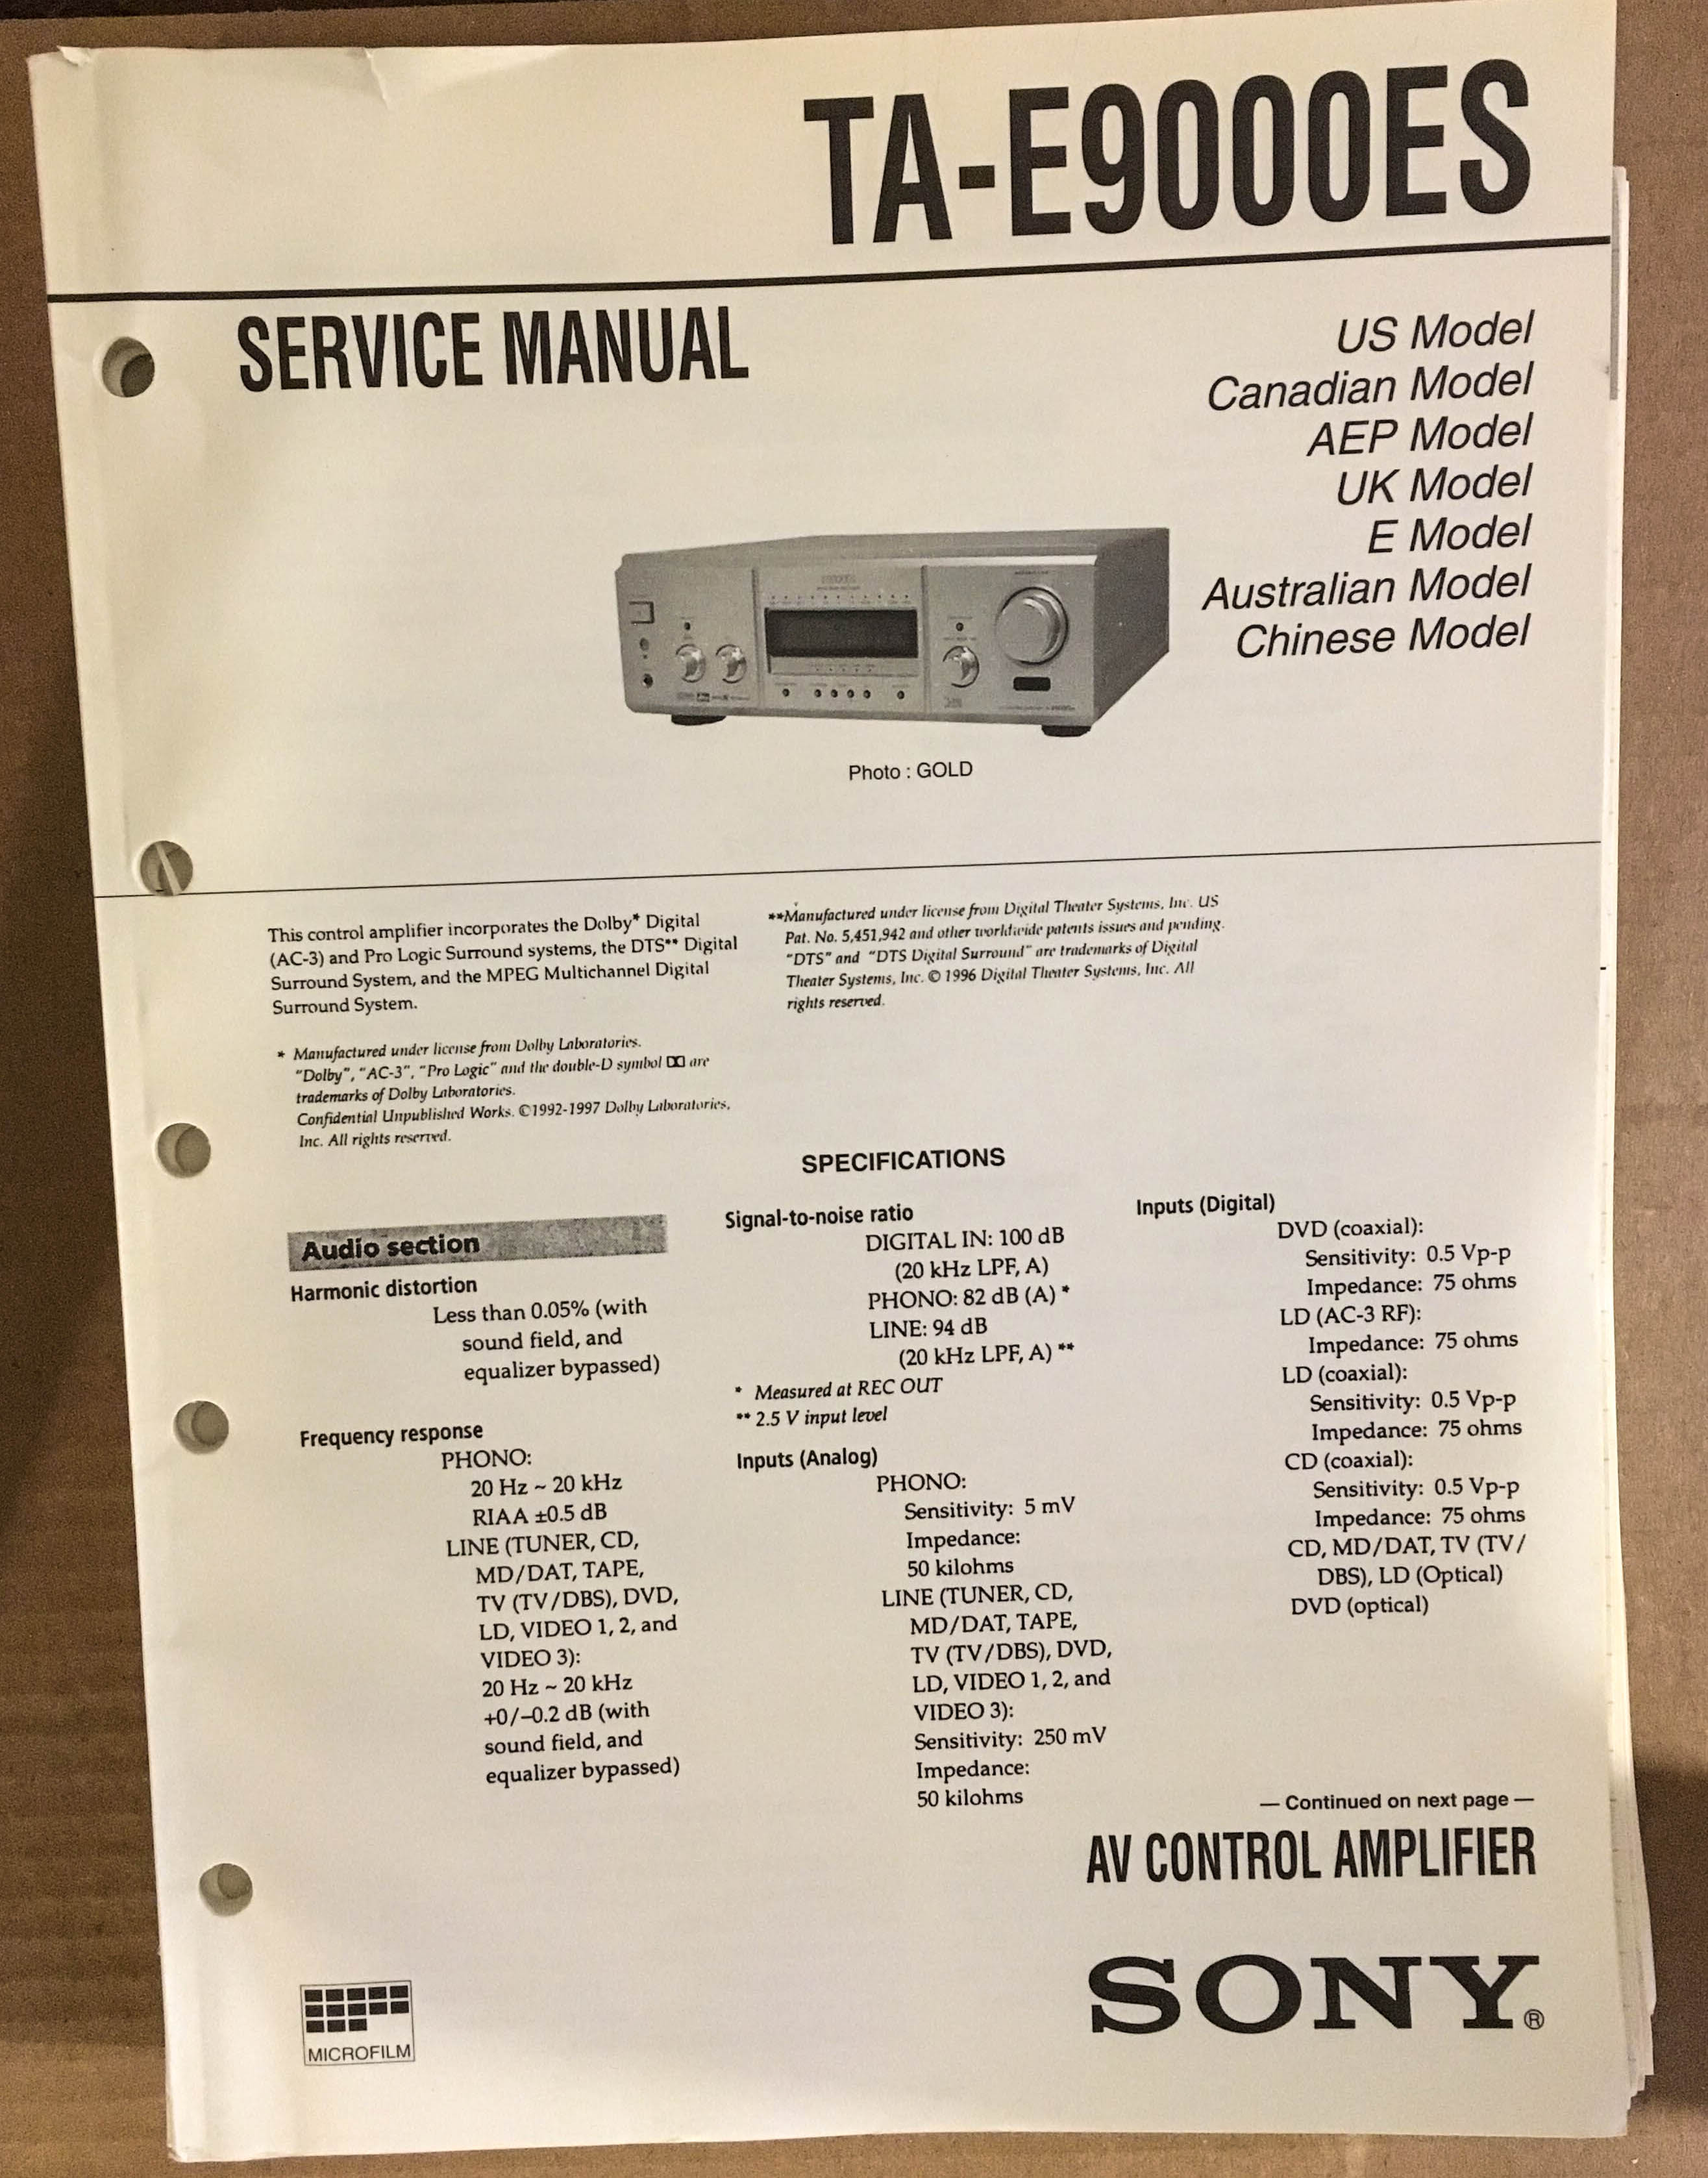 TA-E9000ES
SERVICE MANUAL
US Model
Canadian Model
AEP Model
UK Model
E Model
Australian Model
Chinese Model
Photo : GOLD
This control amplifier incorporates the Dolby* Digital
(AC-3) and Pro Logic Surround systems, the DTS** Digital
Surround System, and the MPEG Multichannel Digital
Surround System.
* Manufactured under license from Dolby Laboratories.
"Dolby", "AC-3", "Pro Logic" and the double-D symbol are
trademarks of Dolby Laboratories.
Confidential Unpublished Works. ©1992-1997 Dolby Laboratories,
Inc. All rights reserved.
**Manufactured under license from Digital Theater Systems, Inc. US
Pat. No. 5,451,942 and other worldwide patents issues and pending.
"DTS" and "DTS Digital Surround" are trademarks of Digital
Theater Systems, Inc. © 1996 Digital Theater Systems, Inc. All
rights reserved.
SPECIFICATIONS
Audio section
Harmonic distortion
Less than 0.05% (with
sound field, and
equalizer bypassed)
Frequency response
PHONO:
20 Hz ~ 20 kHz
RIAA ±0.5 dB
LINE (TUNER, CD,
MD/DAT, TAPE,
TV (TV/DBS), DVD,
LD, VIDEO 1, 2, and
VIDEO 3):
20 Hz ~ 20 kHz
+0/–0.2 dB (with
sound field, and
equalizer bypassed)
Signal-to-noise ratio
DIGITAL IN: 100 dB
(20 kHz LPF, A)
PHONO: 82 dB (A) *
LINE: 94 dB
(20 kHz LPF, A) **
* Measured at REC OUT
** 2.5 V input level
Inputs (Analog)
PHONO:
Sensitivity: 5 mV
Impedance:
50 kilohms
LINE (TUNER, CD,
MD/DAT, TAPE,
TV (TV/DBS), DVD,
LD, VIDEO 1, 2, and
VIDEO 3):
Sensitivity: 250 mV
Impedance:
50 kilohms
Inputs (Digital)
DVD (coaxial):
Sensitivity: 0.5 Vp-p
Impedance: 75 ohms
LD (AC-3 RF):
Impedance: 75 ohms
LD (coaxial):
Sensitivity: 0.5 Vp-p
Impedance: 75 ohms
CD (coaxial):
Sensitivity: 0.5 Vp-p
Impedance: 75 ohms
CD, MD/DAT, TV (TV/
DBS), LD (Optical)
DVD (optical)
— Continued on next page —
AV CONTROL AMPLIFIER
SONY®
MICROFILM